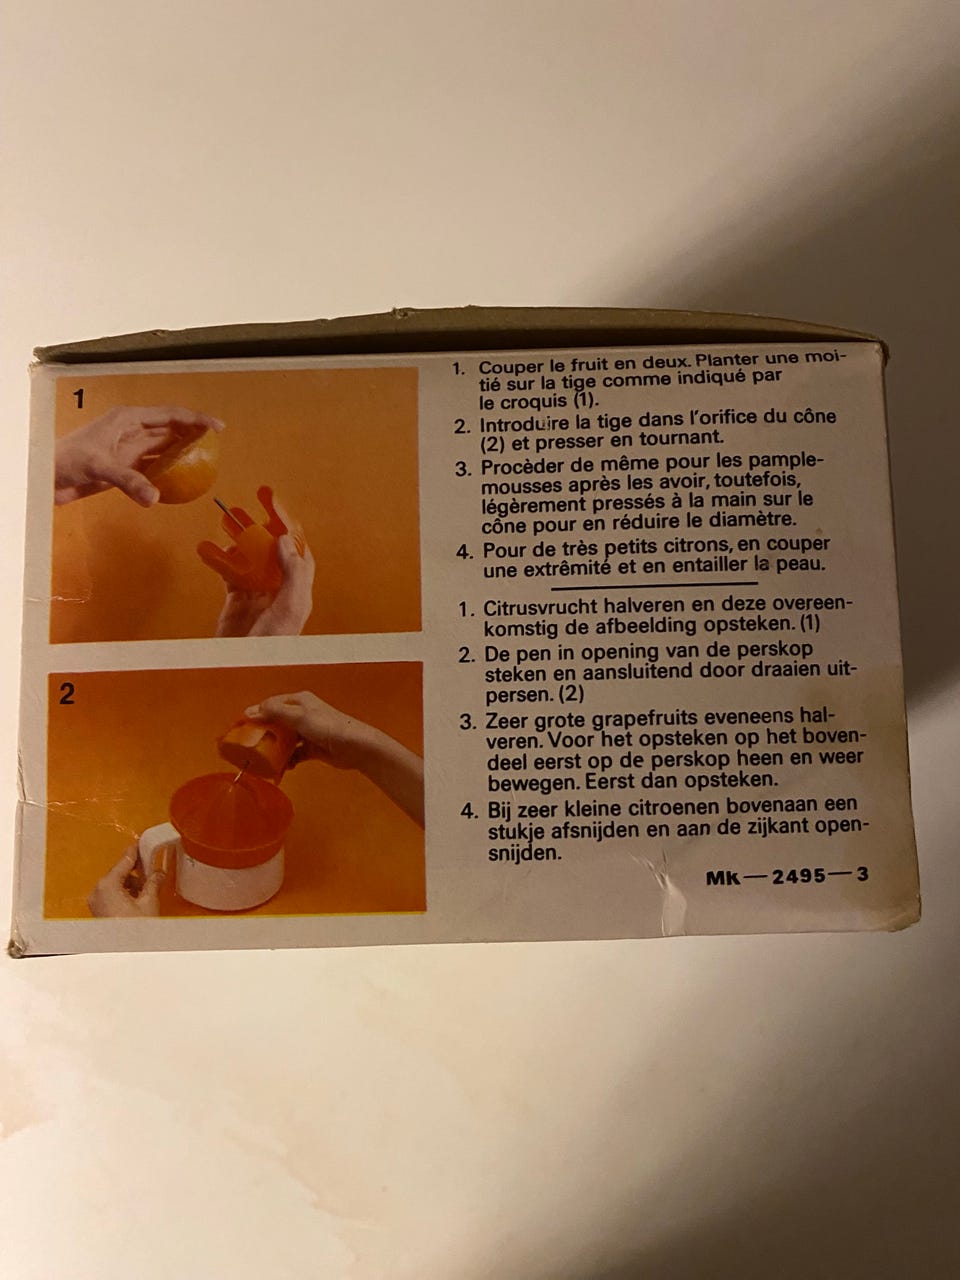 1
2
1. Couper le fruit en deux. Planter une moi-
tié sur la tige comme indiqué par
le croquis (1).
2. Introduire la tige dans l'orifice du cône
(2) et presser en tournant.
3. Procèder de même pour les pample-
mousses après les avoir, toutefois,
légèrement pressés à la main sur le
cône pour en réduire le diamètre.
4. Pour de très petits citrons, en couper
une extrêmité et en entailler la peau.
1. Citrusvrucht halveren en deze overeen-
komstig de afbeelding opsteken. (1)
2. De pen in opening van de perskop
steken en aansluitend door draaien uit-
persen. (2)
3. Zeer grote grapefruits eveneens hal-
veren. Voor het opsteken op het boven-
deel eerst op de perskop heen en weer
bewegen. Eerst dan opsteken.
4. Bij zeer kleine citroenen bovenaan een
stukje afsnijden en aan de zijkant open-
snijden.
MK — 2495 — 3